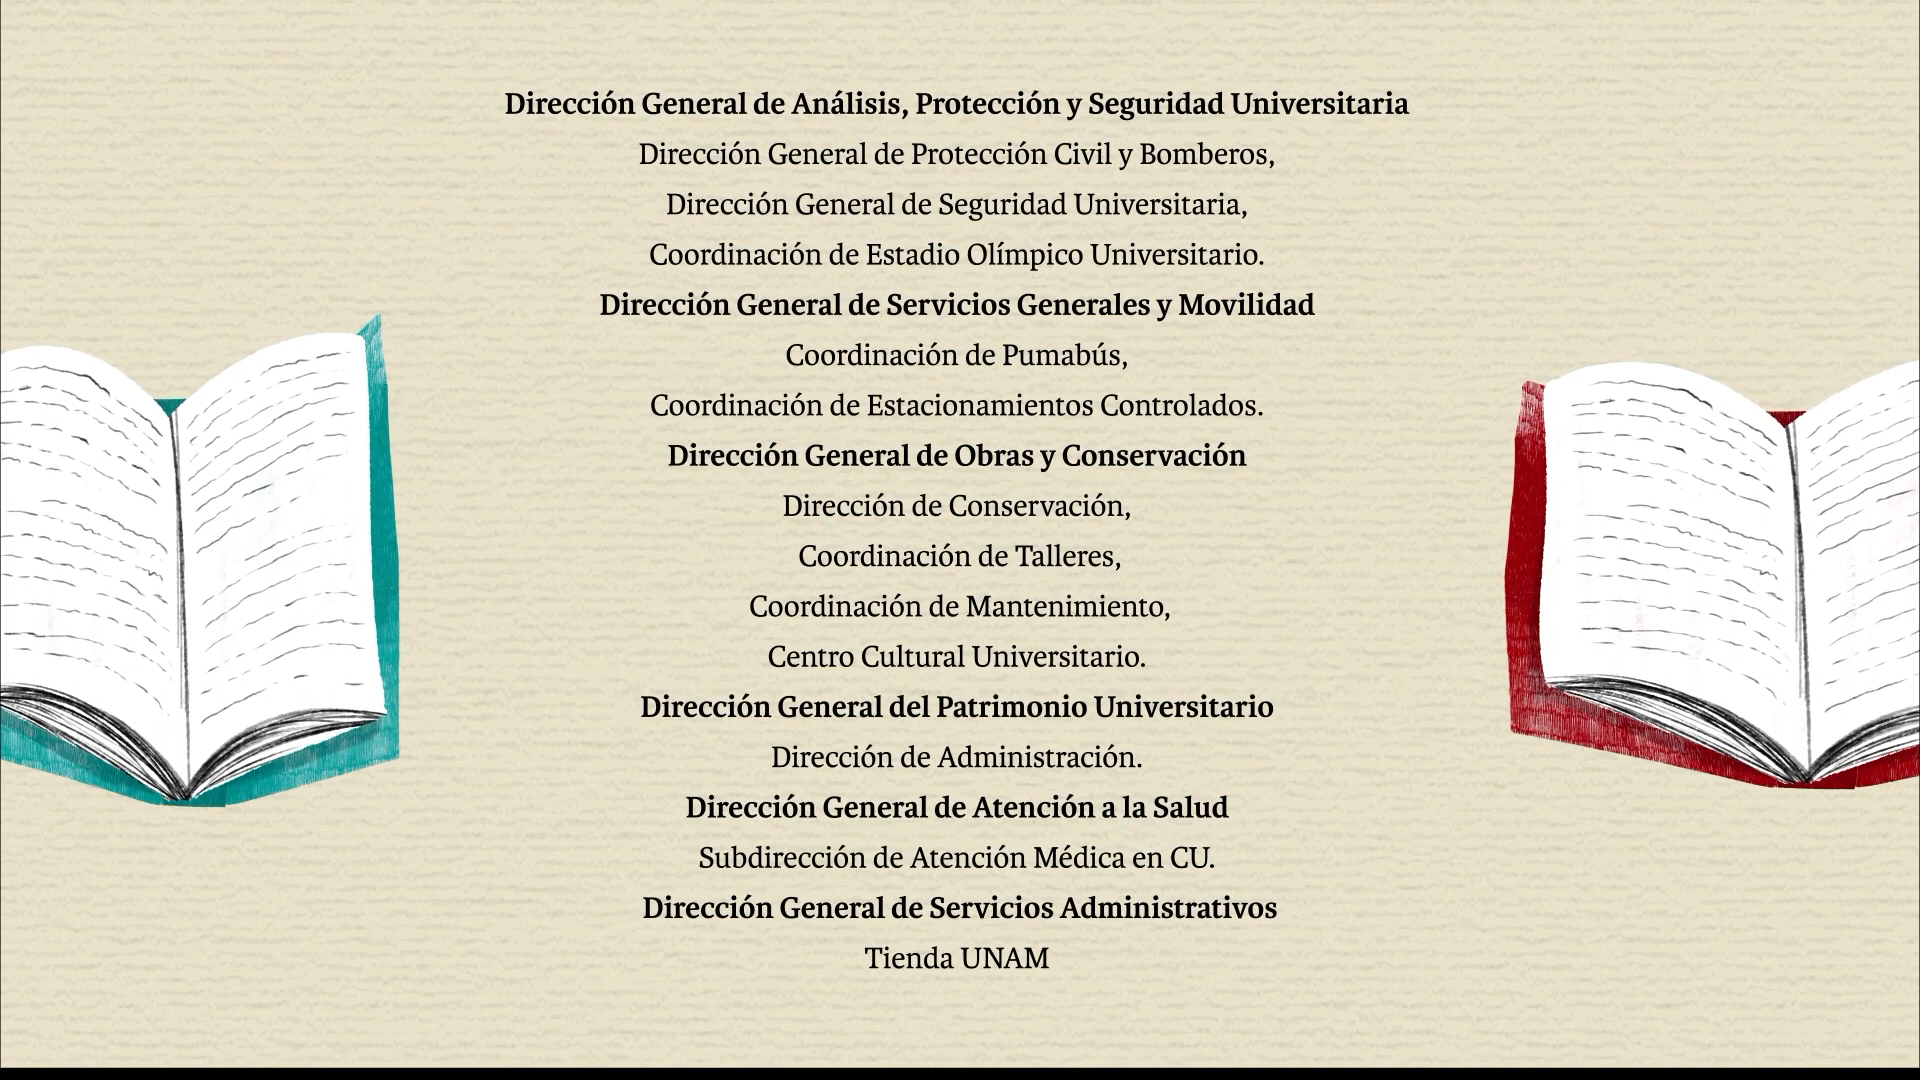 Dirección General de Análisis, Protección y Seguridad Universitaria
Dirección General de Protección Civil y Bomberos,
Dirección General de Seguridad Universitaria,
Coordinación de Estadio Olímpico Universitario.
Dirección General de Servicios Generales y Movilidad
Coordinación de Pumabús,
Coordinación de Estacionamientos Controlados.
Dirección General de Obras y Conservación
Dirección de Conservación,
Coordinación de Talleres,
Coordinación de Mantenimiento,
Centro Cultural Universitario.
Dirección General del Patrimonio Universitario
Dirección de Administración.
Dirección General de Atención a la Salud
Subdirección de Atención Médica en CU.
Dirección General de Servicios Administrativos
Tienda UNAM